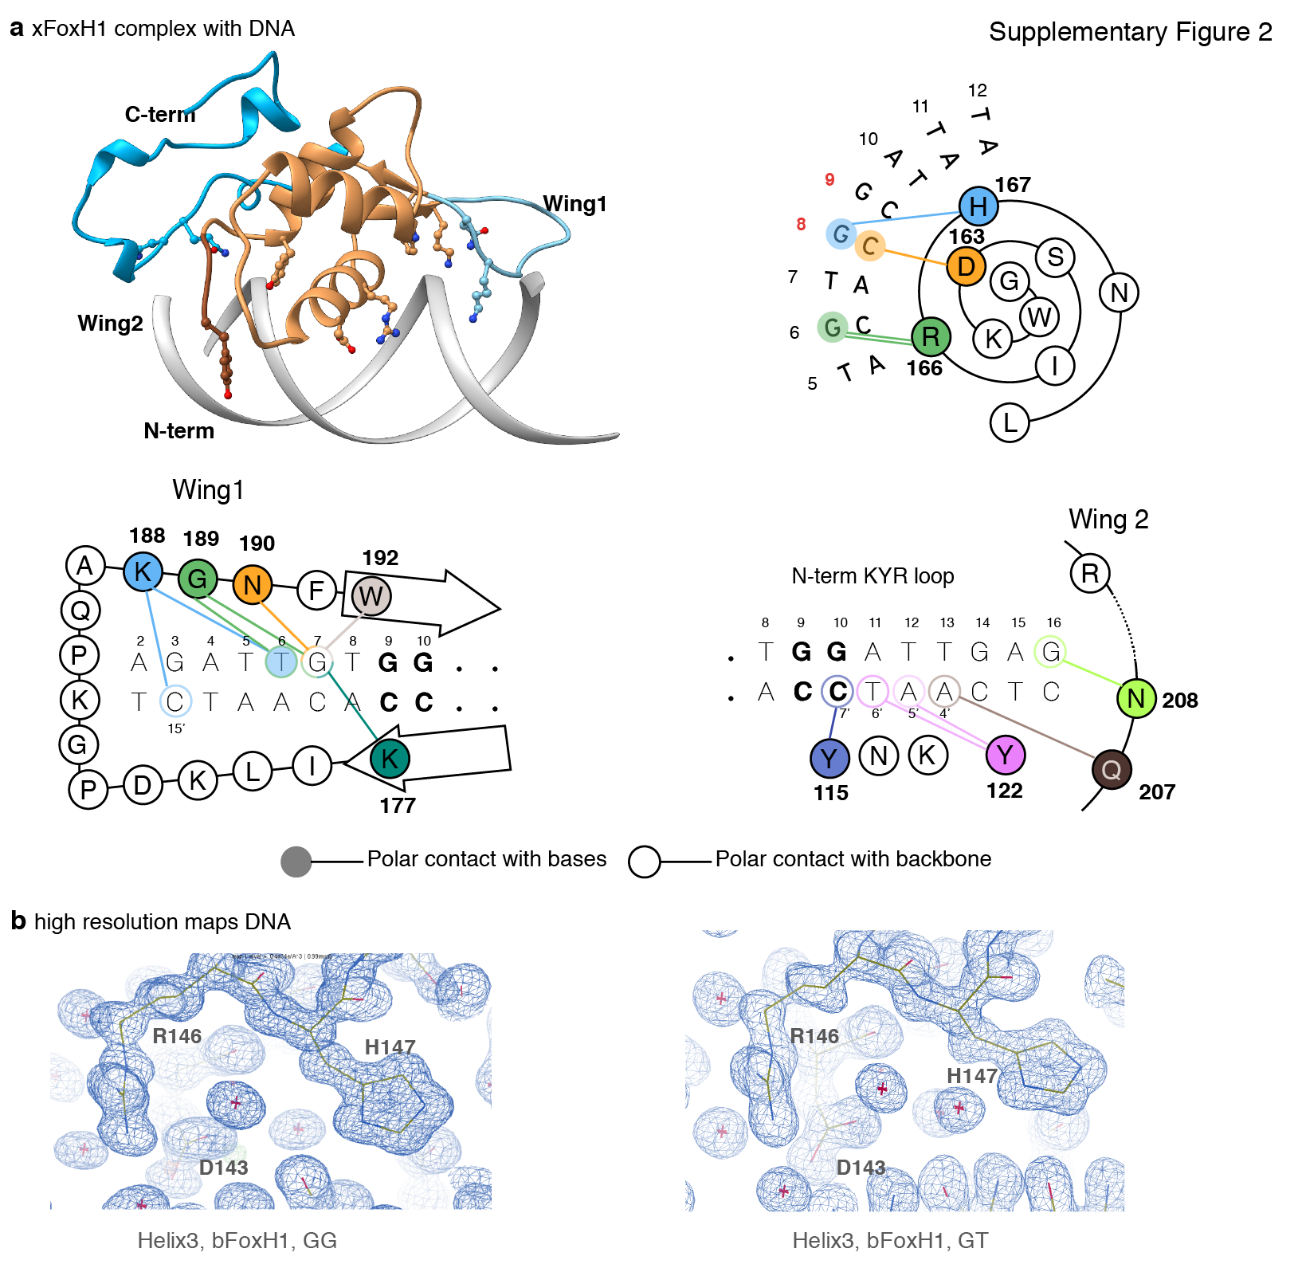 a xFoxH1 complex with DNA
Supplementary Figure 2
C-term
Wing1
Wing2
N-term
12
T
A
11
T
A
10
A
T
9
G
C
8
G
C
7
T
A
6
G
C
5
T
A
H
167
163
D
S
G
W
K
N
R
166
I
L
Wing1
188
189
190
192
A
K
G
N
F
W
Q
P
K
G
P
D
K
L
I
K
177
2 3 4 5 6 7 8 9 10
A G A T T G T G G . .
T C T A A C A C C . .
15′
Wing 2
R
N-term KYR loop
8 9 10 11 12 13 14 15 16
. T G G A T T G A G
. A C C T A A C T C
7′ 6′ 5′ 4′
N 208
Y N K Y
Q
115
122
207
Polar contact with bases
Polar contact with backbone
b high resolution maps DNA
R146
H147
D143
R146
H147
D143
Helix3, bFoxH1, GG
Helix3, bFoxH1, GT